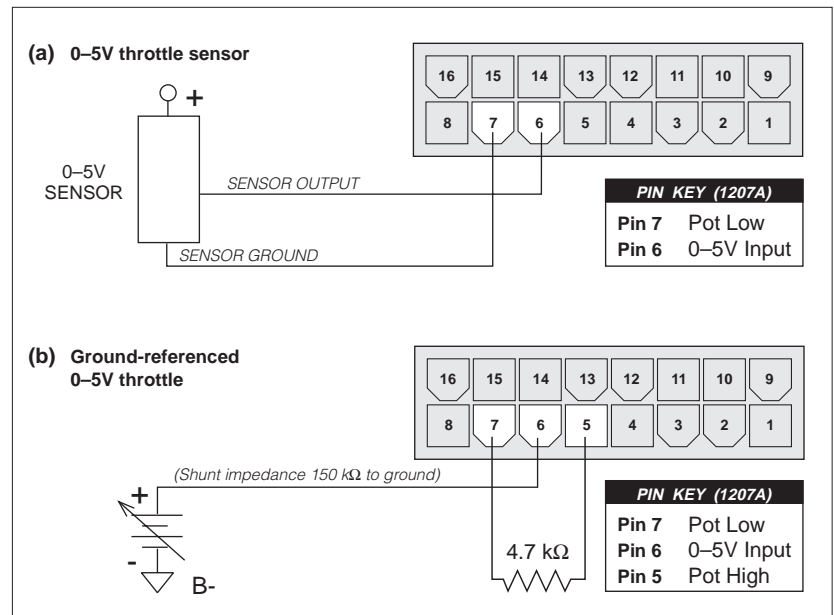 (a) 0–5V throttle sensor
16 15 14 13 12 11 10 9
8 7 6 5 4 3 2 1
+
0–5V
SENSOR
SENSOR OUTPUT
SENSOR GROUND
PIN KEY (1207A)
Pin 7 Pot Low
Pin 6 0–5V Input
(b) Ground-referenced
0–5V throttle
16 15 14 13 12 11 10 9
8 7 6 5 4 3 2 1
(Shunt impedance 150 kΩ to ground)
+
-
B-
4.7 kΩ
PIN KEY (1207A)
Pin 7 Pot Low
Pin 6 0–5V Input
Pin 5 Pot High